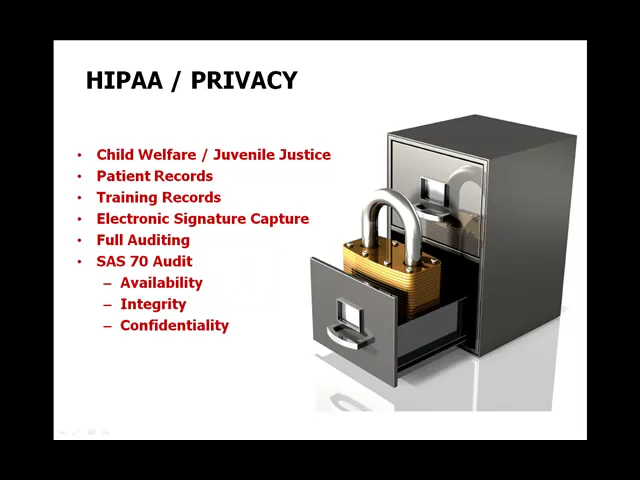 HIPAA / PRIVACY
• Child Welfare / Juvenile Justice
• Patient Records
• Training Records
• Electronic Signature Capture
• Full Auditing
• SAS 70 Audit
– Availability
– Integrity
– Confidentiality